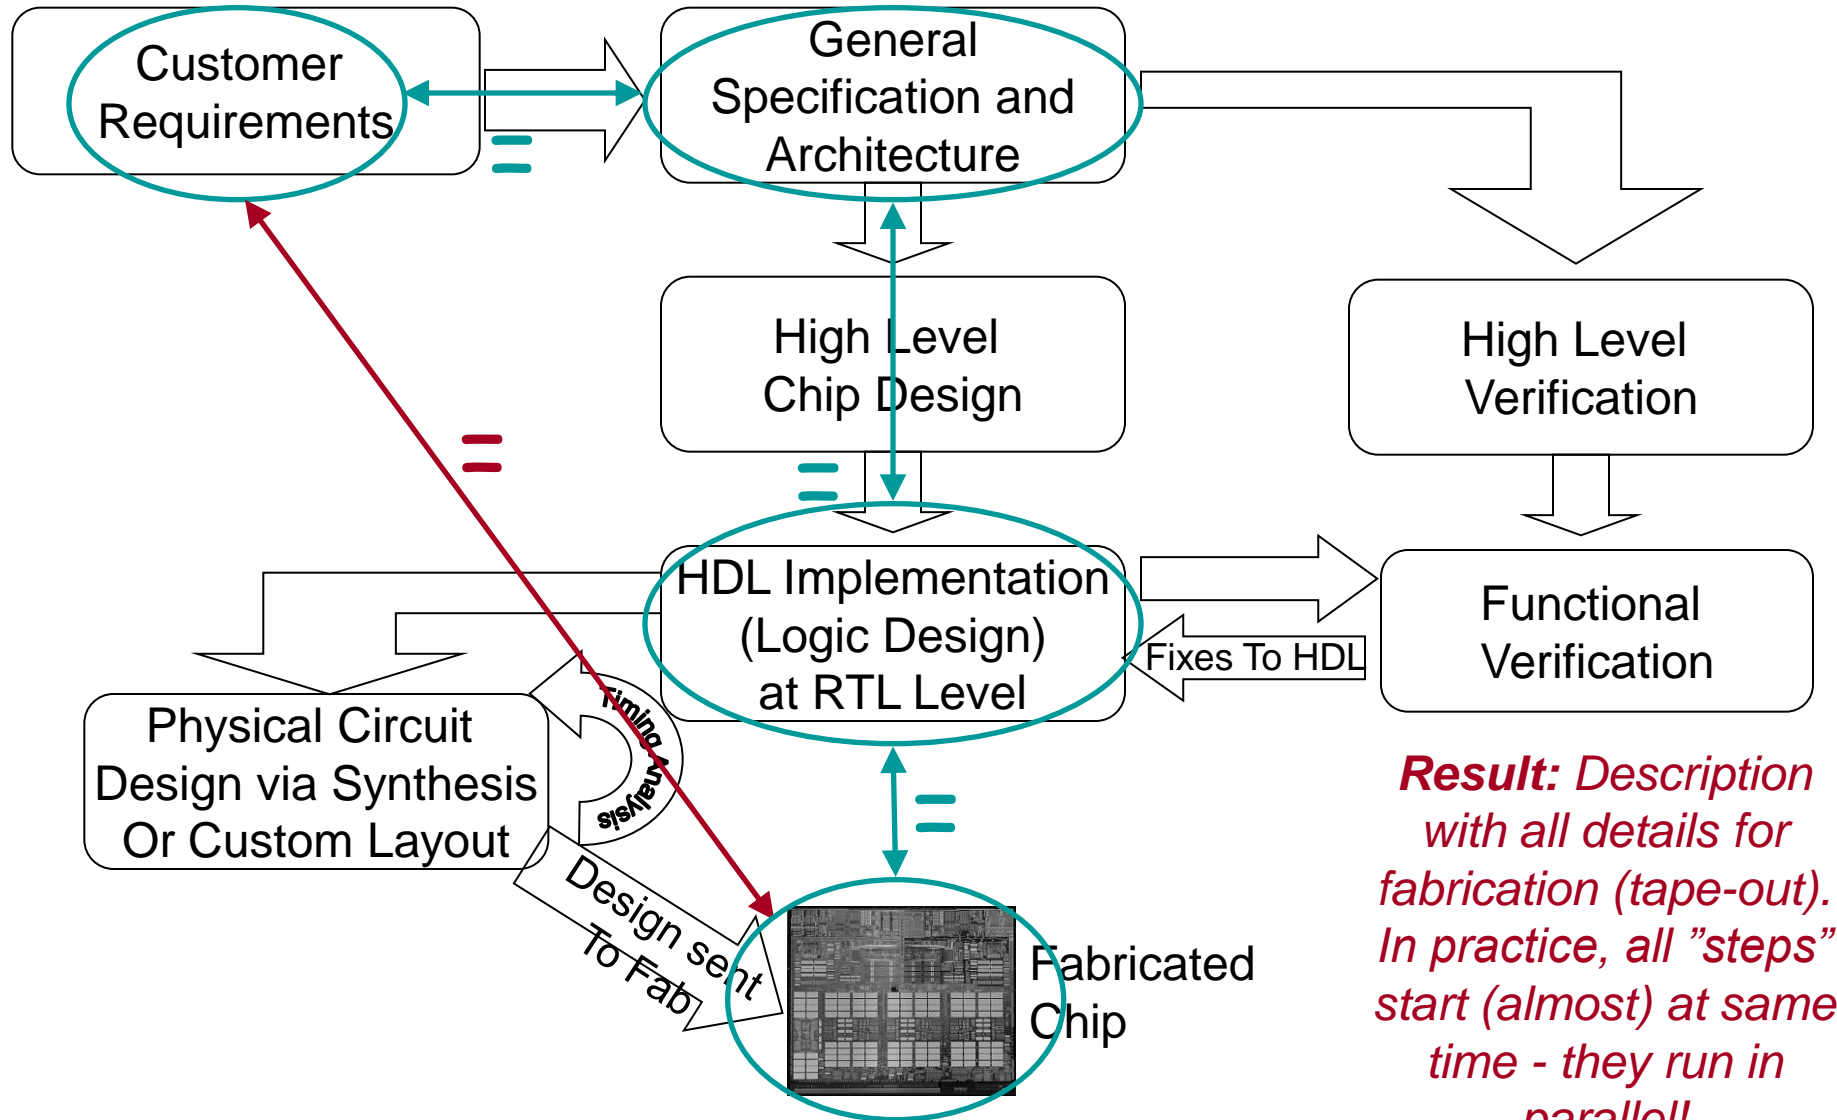 Customer
Requirements
General
Specification and
Architecture
=
High Level
Chip Design
High Level
Verification
=
=
HDL Implementation
(Logic Design)
at RTL Level
Functional
Verification
Fixes To HDL
Timing Analysis
Physical Circuit
Design via Synthesis
Or Custom Layout
=
Design sent
To Fab
Fabricated
Chip
Result: Description
with all details for
fabrication (tape-out).
In practice, all ”steps”
start (almost) at same
time - they run in
parallel!